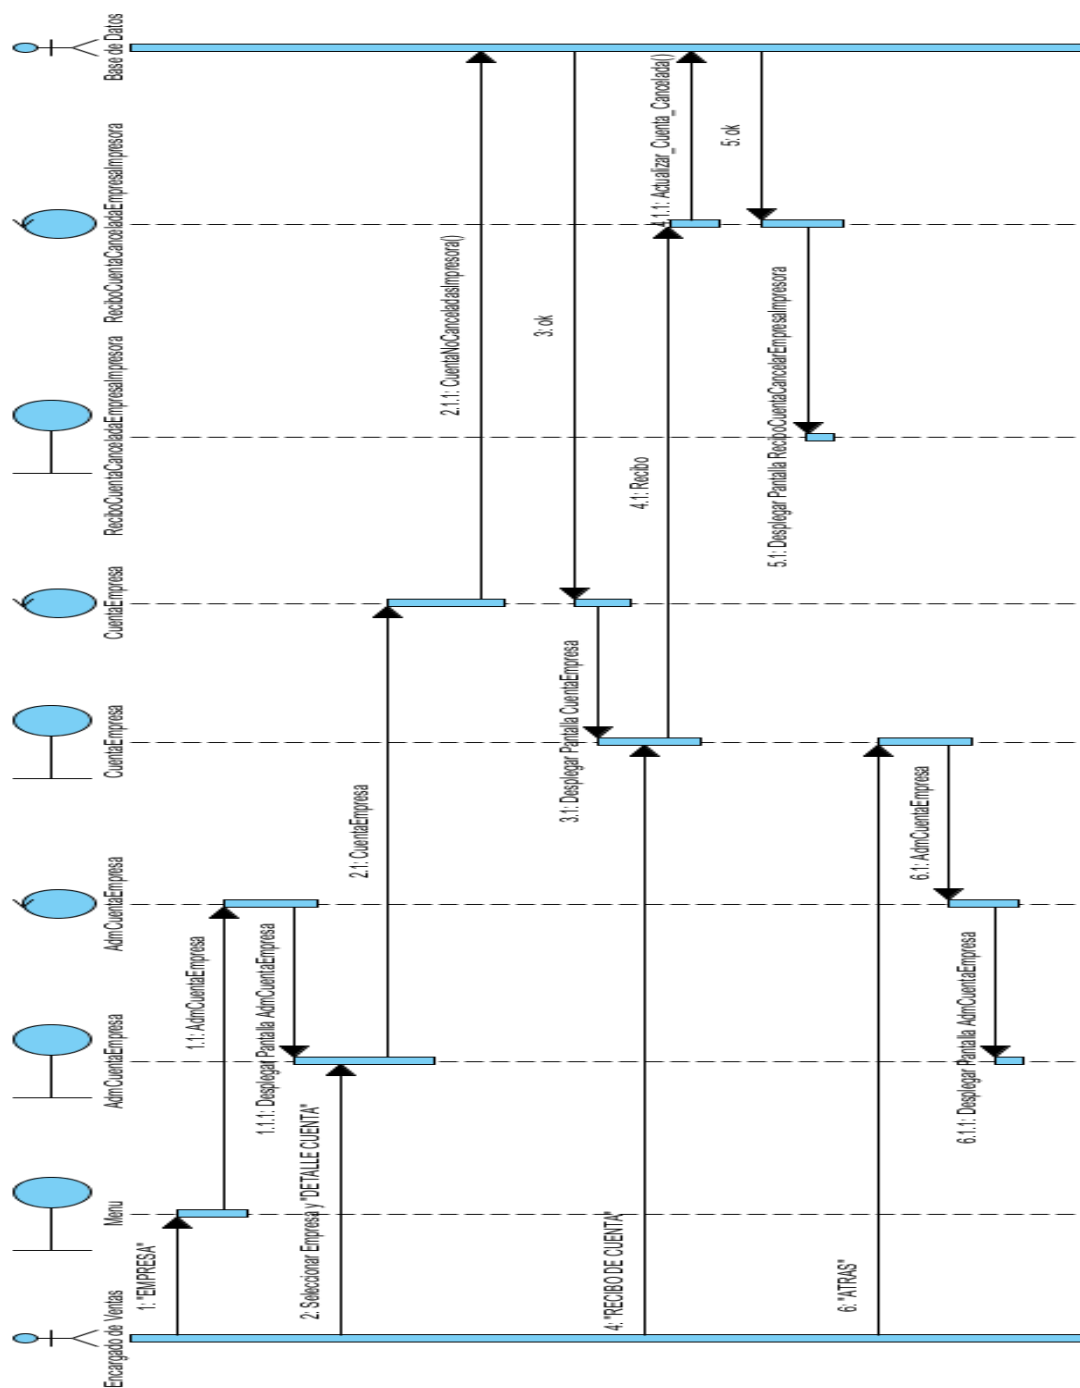 Encargado de Ventas
Menu
AdmCuentaEmpresa
AdmCuentaEmpresa
CuentaEmpresa
CuentaEmpresa
ReciboCuentaCanceladaEmpresaImpresora
ReciboCuentaCanceladaEmpresaImpresora
Base de Datos
1: "EMPRESA"
1.1: AdmCuentaEmpresa
1.1.1: Desplegar Pantalla AdmCuentaEmpresa
2: Seleccionar Empresa y "DETALLE CUENTA"
2.1: CuentaEmpresa
2.1.1: CuentaNoCanceladasImpresora()
3: ok
3.1: Desplegar Pantalla CuentaEmpresa
4: "RECIBO DE CUENTA"
4.1: Recibo
4.1.1: Actualizar_Cuenta_Cancelada()
5: ok
5.1: Desplegar Pantalla ReciboCuentaCancelarEmpresaImpresora
6: "ATRAS"
6.1: AdmCuentaEmpresa
6.1.1: Desplegar Pantalla AdmCuentaEmpresa